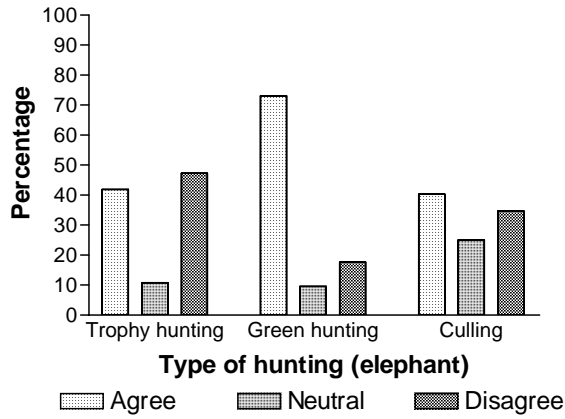 100
90
80
70
60
50
40
30
20
10
0
Percentage
Trophy hunting Green hunting Culling
Type of hunting (elephant)
Agree Neutral Disagree